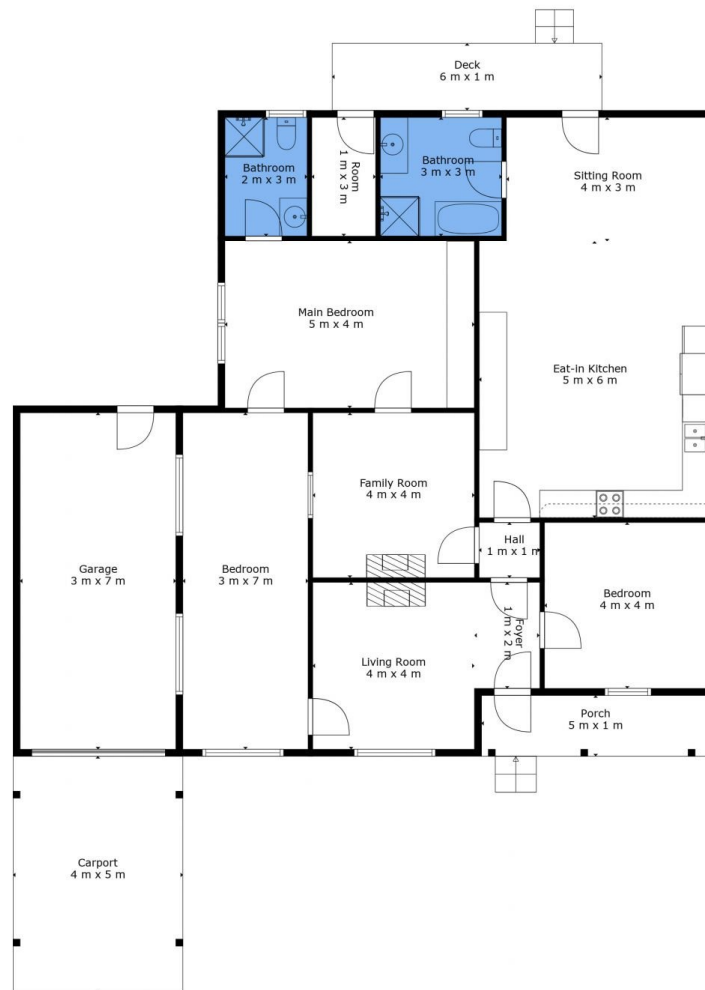 Deck
6 m x 1 m
Bathroom
2 m x 3 m
Room
1 m x 3 m
Bathroom
3 m x 3 m
Sitting Room
4 m x 3 m
Main Bedroom
5 m x 4 m
Eat-in Kitchen
5 m x 6 m
Family Room
4 m x 4 m
Hall
1 m x 1 m
Garage
3 m x 7 m
Bedroom
3 m x 7 m
Bedroom
4 m x 4 m
Foyer
1 m x 2 m
Living Room
4 m x 4 m
Porch
5 m x 1 m
Carport
4 m x 5 m